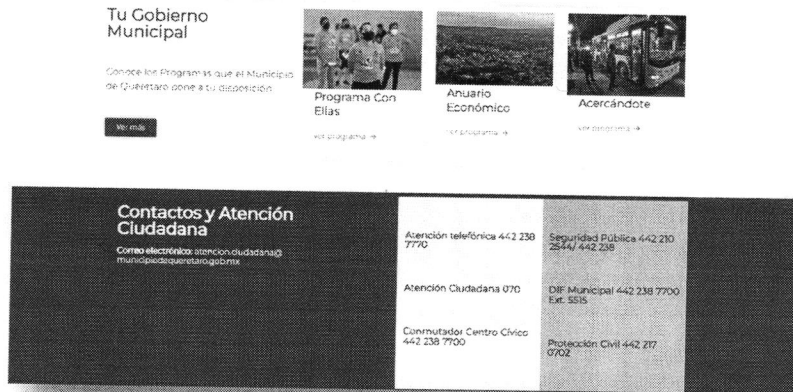 Tu Gobierno
Municipal
Conoce los Programas que el Municipio
de Querétaro pone a tu disposición
Ver más
Programa Con
Ellas
ver programa →
Anuario
Económico
ver programa →
Acercándote
ver programa →
Contactos y Atención
Ciudadana
Correo electrónico: atencion.ciudadana@
municipiodequeretaro.gob.mx
Atención telefónica 442 238
7770
Atención Ciudadana 070
Conmutador Centro Cívico
442 238 7700
Seguridad Pública 442 210
2544/ 442 238
DIF Municipal 442 238 7700
Ext. 5515
Protección Civil 442 217
0702